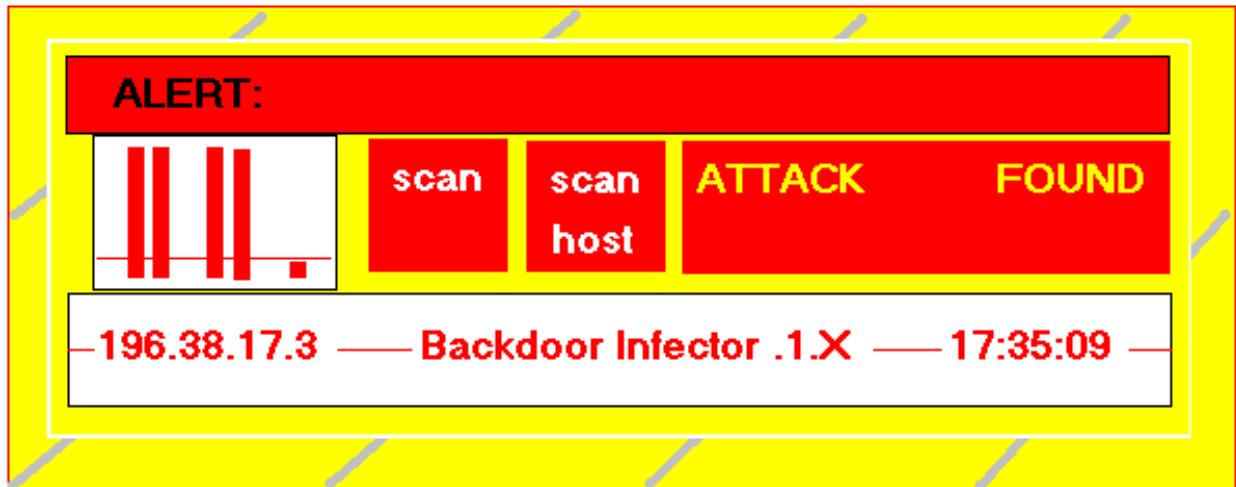 ALERT:
scan
scan
host
ATTACK FOUND
196.38.17.3 Backdoor Infector .1.X 17:35:09